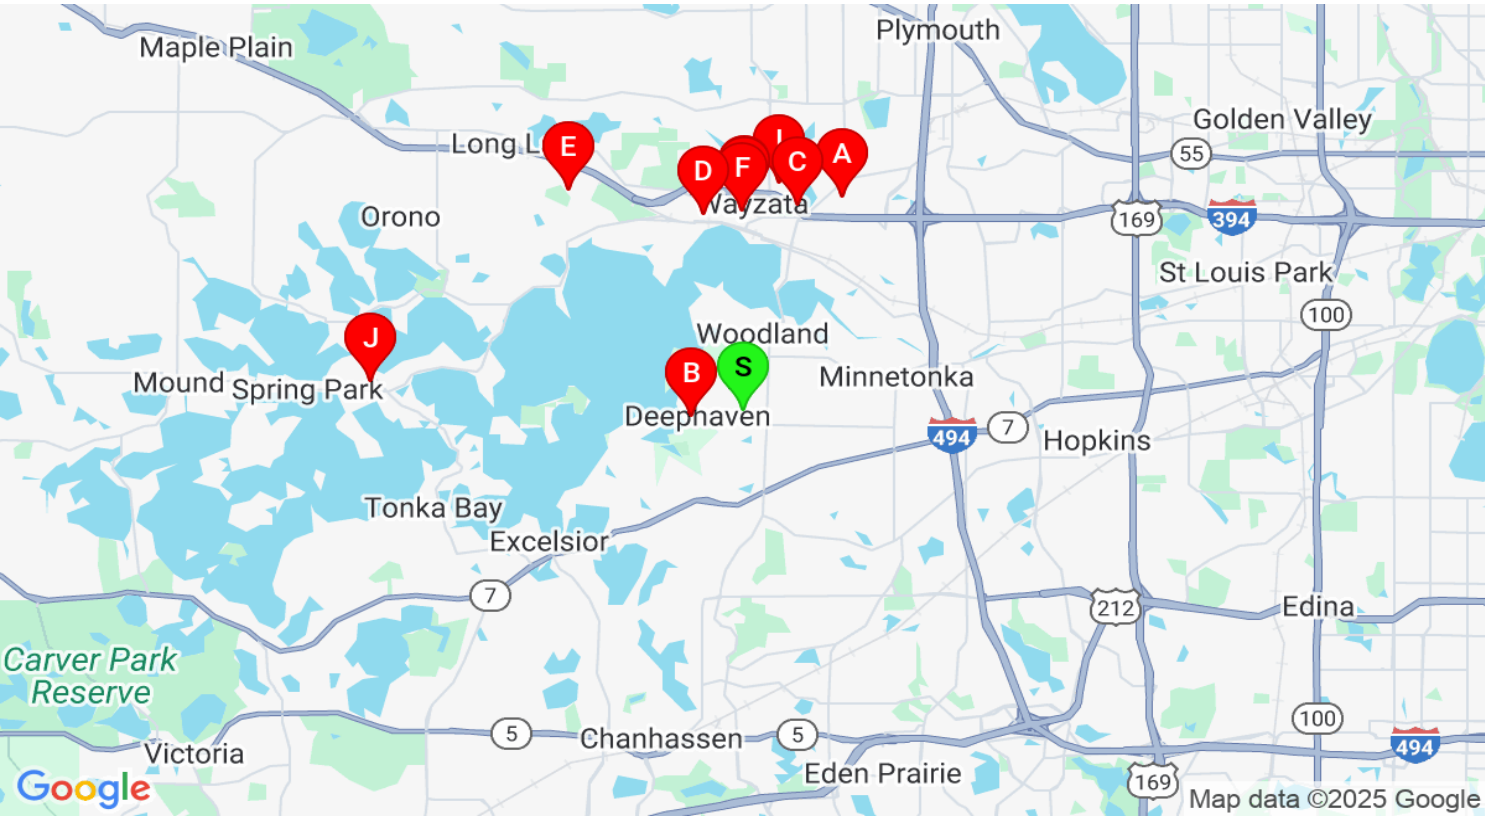 Plymouth
Maple Plain
Golden Valley
Long L
E
D
F
C
A
55
Wayzata
Orono
169
394
St Louis Park
100
J
Woodland
B
S
Mound
Spring Park
Minnetonka
Deephaven
494
7
Hopkins
Tonka Bay
Excelsior
7
212
Edina
Carver Park
Reserve
100
5
Chanhassen
5
494
Victoria
Eden Prairie
169
Google
Map data ©2025 Google